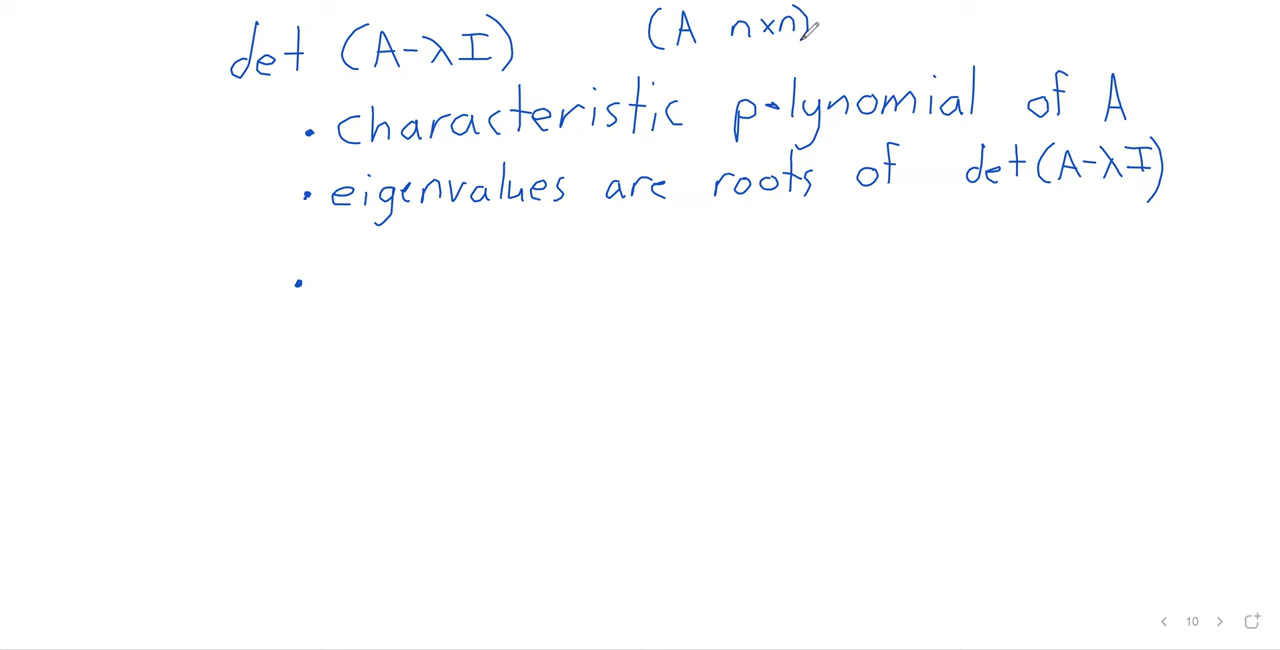 det (A-λI) (A n×n)
• characteristic polynomial of A
• eigenvalues are roots of det(A-λI)
•
< 10 >